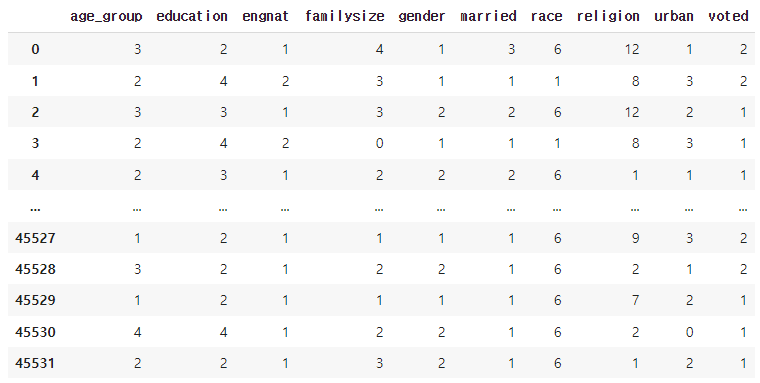 age_group education engnat familysize gender married race religion urban voted
0 3 2 1 4 1 3 6 12 1 2
1 2 4 2 3 1 1 1 8 3 2
2 3 3 1 3 2 2 6 12 2 1
3 2 4 2 0 1 1 1 8 3 1
4 2 3 1 2 2 2 6 1 1 1
... ... ... ... ... ... ... ... ... ... ...
45527 1 2 1 1 1 1 6 9 3 2
45528 3 2 1 2 2 1 6 2 1 2
45529 1 2 1 1 1 1 6 7 2 1
45530 4 4 1 2 2 1 6 2 0 1
45531 2 2 1 3 2 1 6 1 2 1